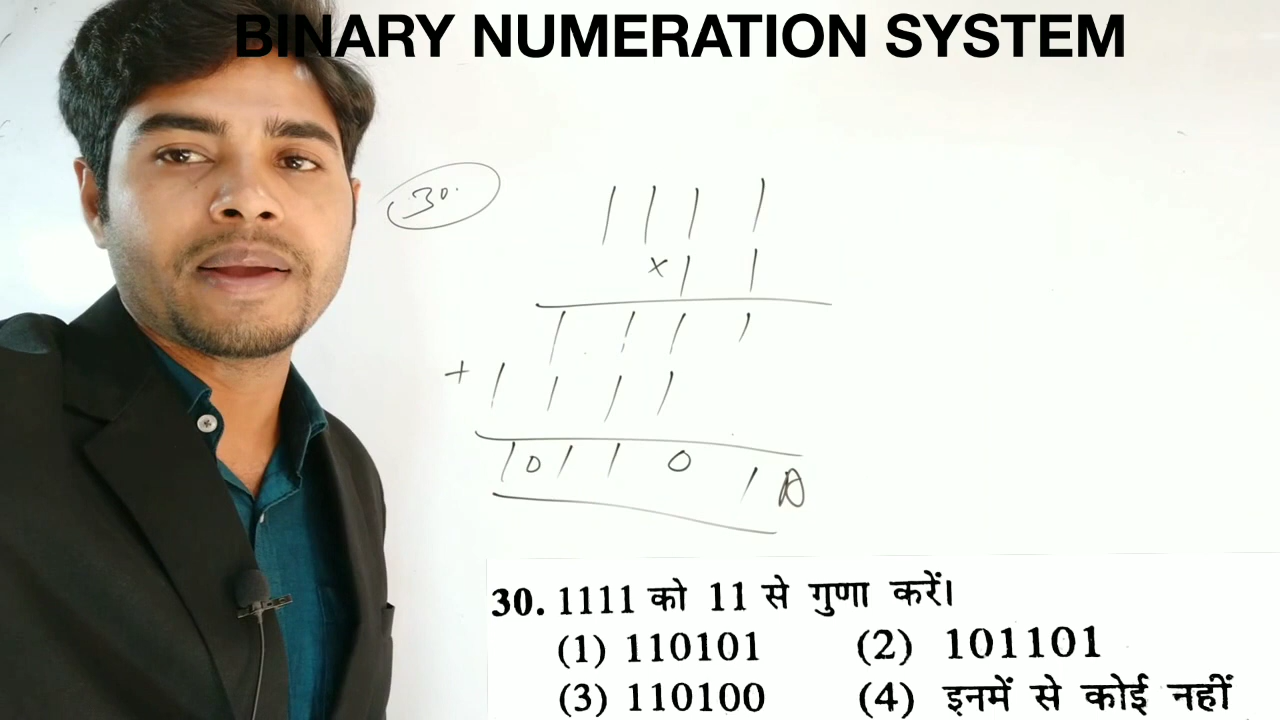 BINARY NUMERATION SYSTEM
30.
1111
×11
1111
+1111
101101
30. 1111 को 11 से गुणा करें।
(1) 110101 (2) 101101
(3) 110100 (4) इनमें से कोई नहीं